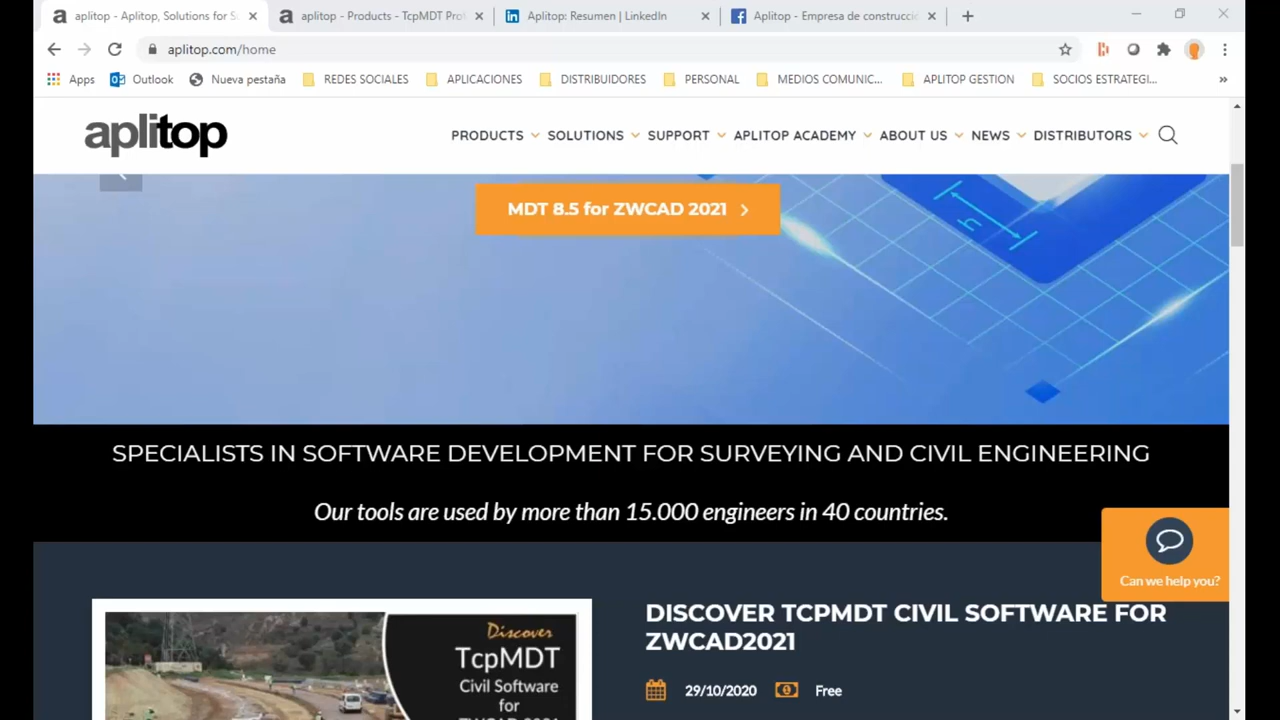 aplitop - Aplitop, Solutions for S
aplitop - Products - TcpMDT Prof
Aplitop: Resumen | LinkedIn
Aplitop - Empresa de construcci
aplitop.com/home
Apps
Outlook
Nueva pestaña
REDES SOCIALES
APLICACIONES
DISTRIBUIDORES
PERSONAL
MEDIOS COMUNIC...
APLITOP GESTION
SOCIOS ESTRATEGI...
aplitop
PRODUCTS
SOLUTIONS
SUPPORT
APLITOP ACADEMY
ABOUT US
NEWS
DISTRIBUTORS
MDT 8.5 for ZWCAD 2021
SPECIALISTS IN SOFTWARE DEVELOPMENT FOR SURVEYING AND CIVIL ENGINEERING
Our tools are used by more than 15.000 engineers in 40 countries.
Can we help you?
Discover
TcpMDT
Civil Software
for
ZWCAD 2021
DISCOVER TCPMDT CIVIL SOFTWARE FOR
ZWCAD2021
29/10/2020
Free